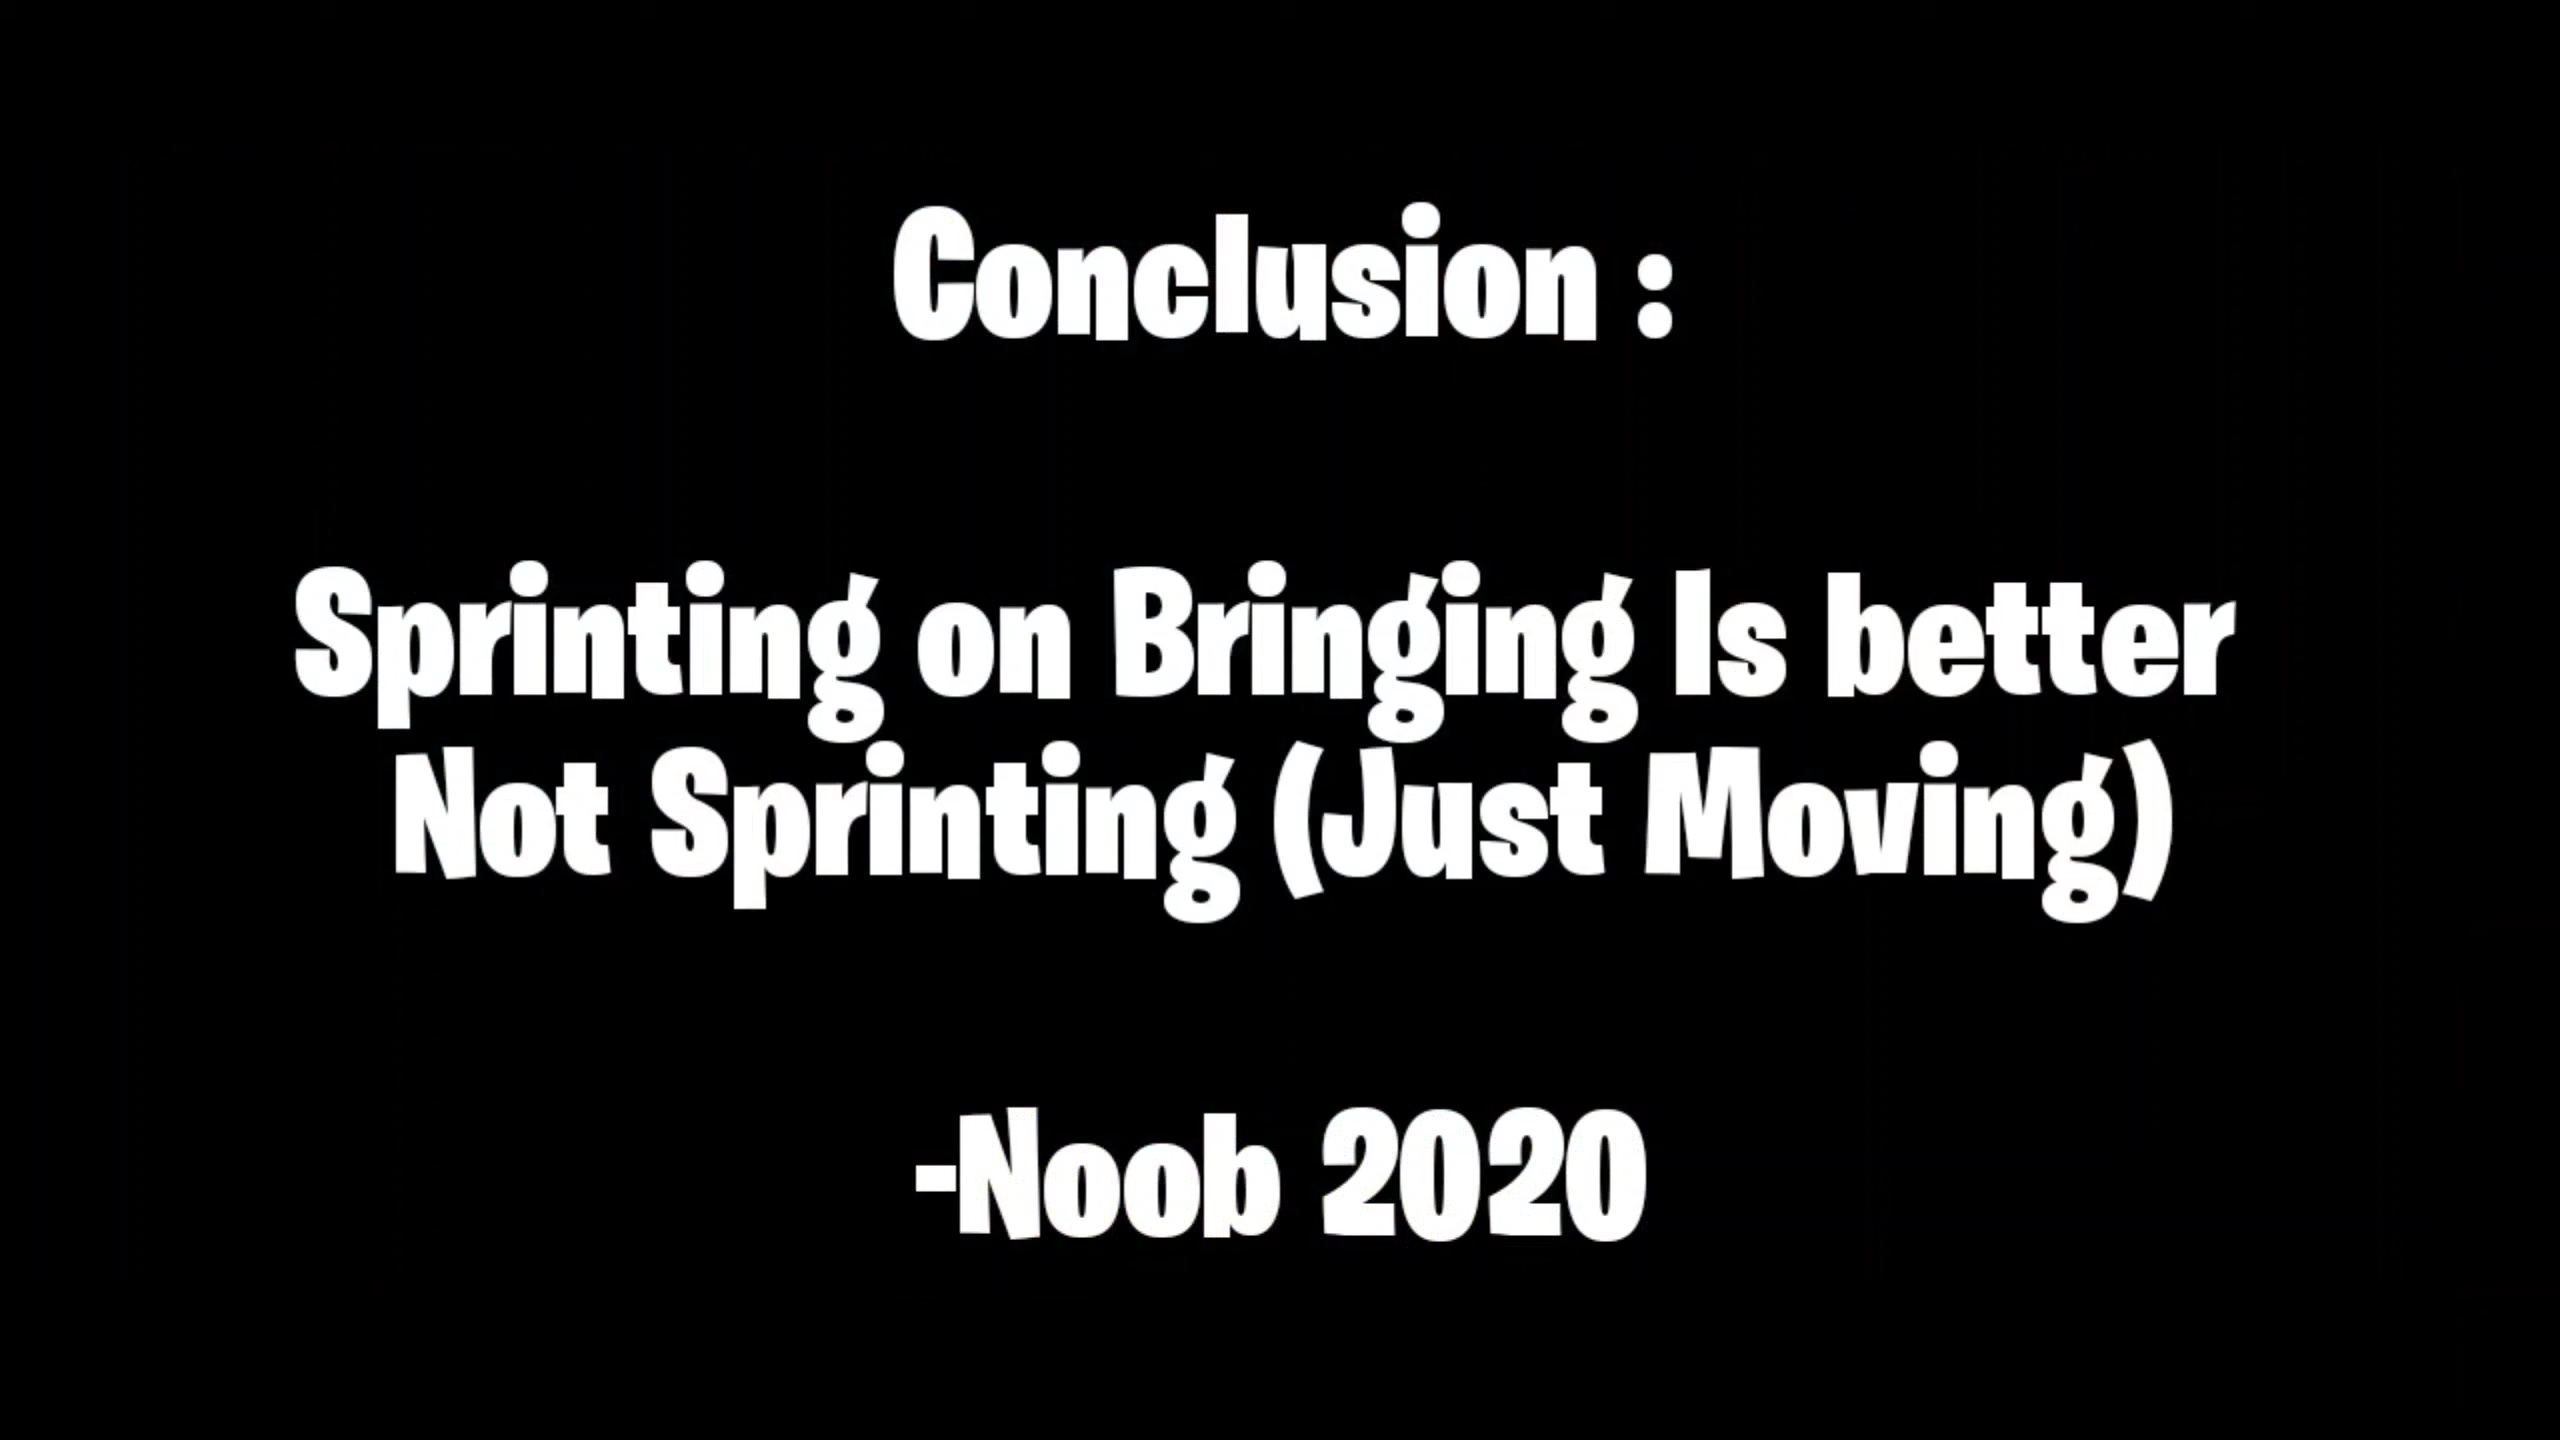 Conclusion :
Sprinting on Bringing Is better
Not Sprinting (Just Moving)
-Noob 2020